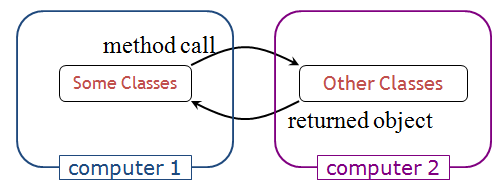 method call
Some Classes
Other Classes
returned object
computer 1
computer 2